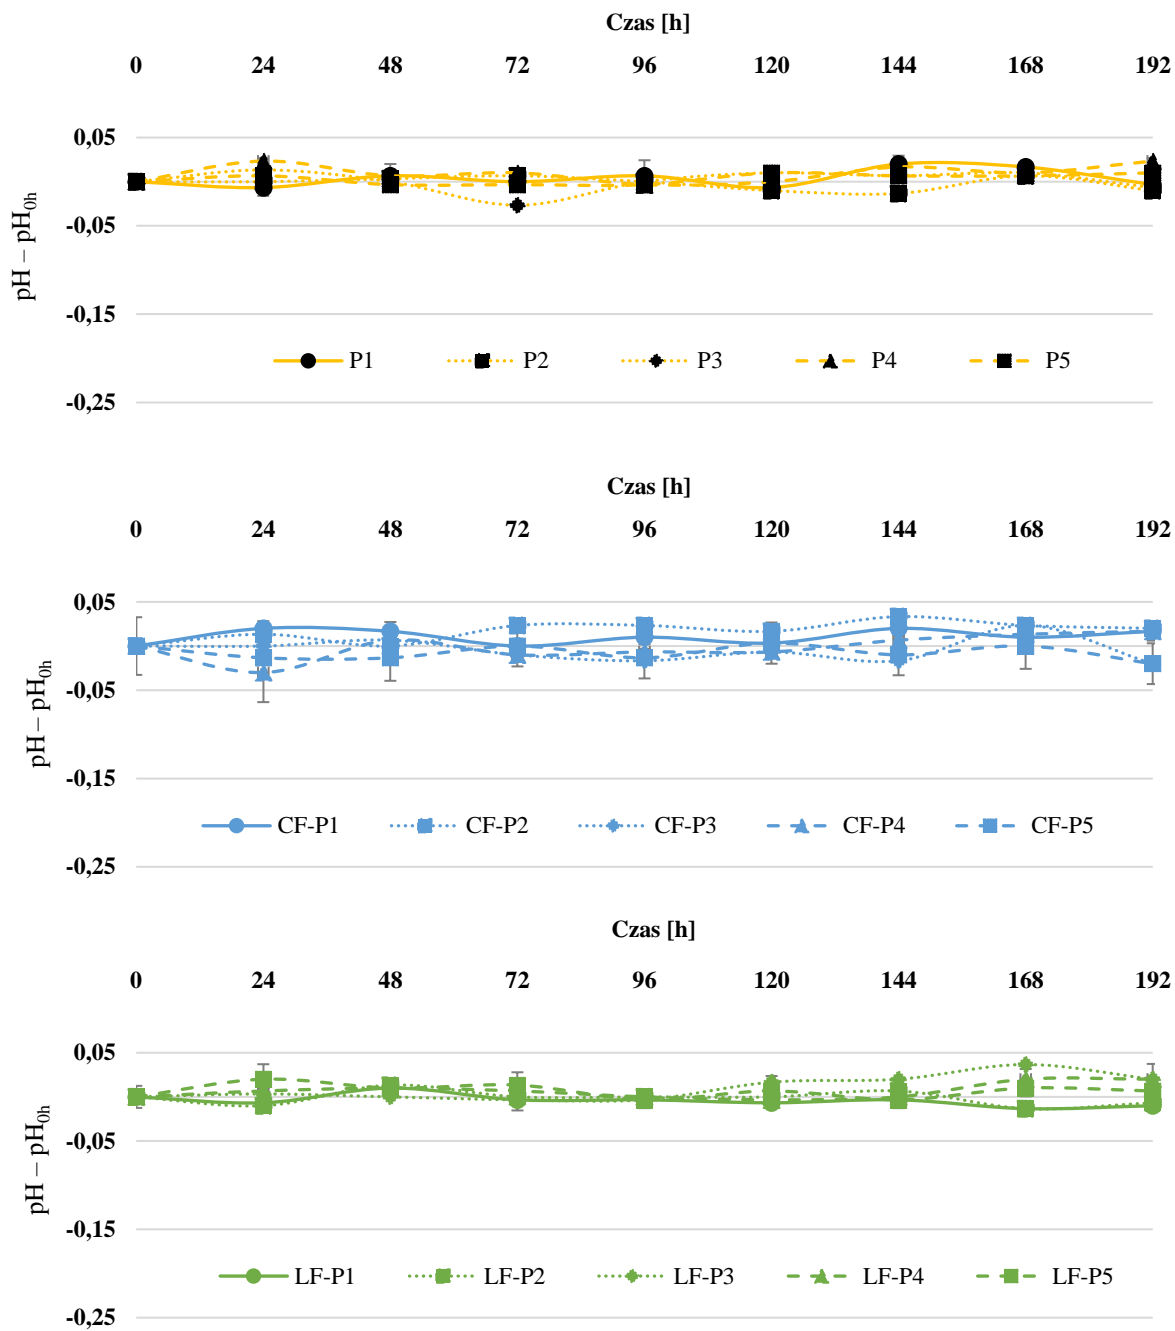 Czas [h]
0 24 48 72 96 120 144 168 192
0,05
-0,05
-0,15
-0,25
pH – pH0h
P1 P2 P3 P4 P5
Czas [h]
0 24 48 72 96 120 144 168 192
0,05
-0,05
-0,15
-0,25
pH – pH0h
CF-P1 CF-P2 CF-P3 CF-P4 CF-P5
Czas [h]
0 24 48 72 96 120 144 168 192
0,05
-0,05
-0,15
-0,25
pH – pH0h
LF-P1 LF-P2 LF-P3 LF-P4 LF-P5